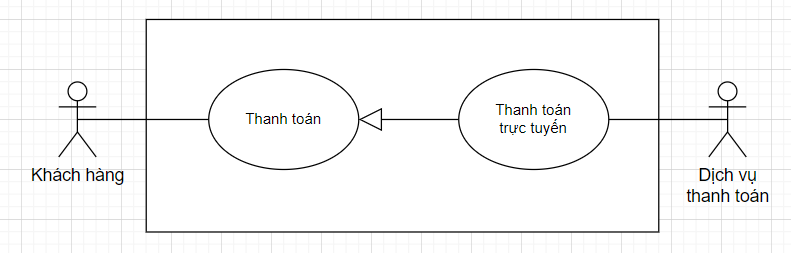 Thanh toán
Thanh toán
trực tuyến
Khách hàng
Dịch vụ
thanh toán